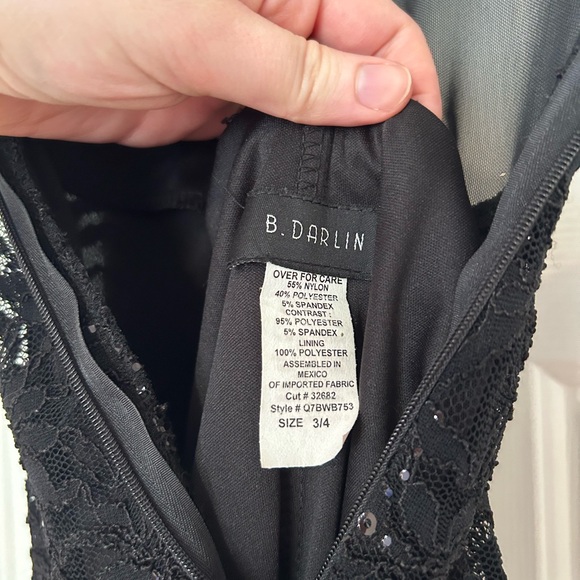 B. DARLIN
OVER FOR CARE
55% NYLON
40% POLYESTER
5% SPANDEX
CONTRAST :
95% POLYESTER
5% SPANDEX
LINING
100% POLYESTER
ASSEMBLED IN
MEXICO
OF IMPORTED FABRIC
Cut # 32682
Style # Q7BWB753
SIZE 3/4